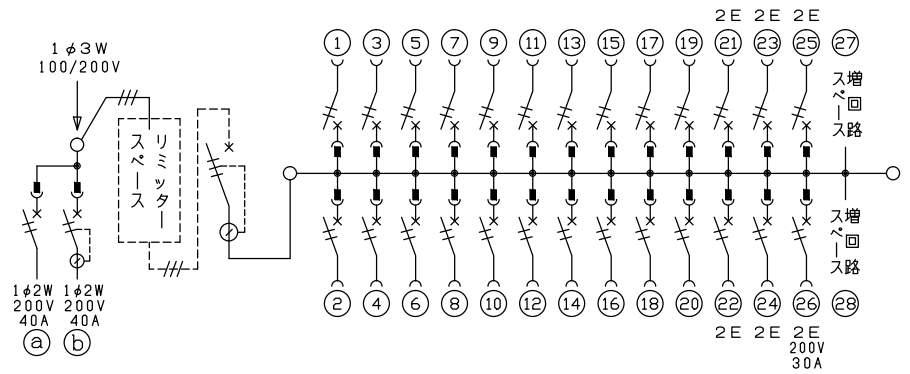 1φ3W
100/200V
リミッター
スペース
1φ2W
200V
40A
a
1φ2W
200V
40A
b
2E 2E 2E
1 3 5 7 9 11 13 15 17 19 21 23 25 27
増回路
スペース
増回路
スペース
2 4 6 8 10 12 14 16 18 20 22 24 26 28
2E 2E 2E
200V
30A